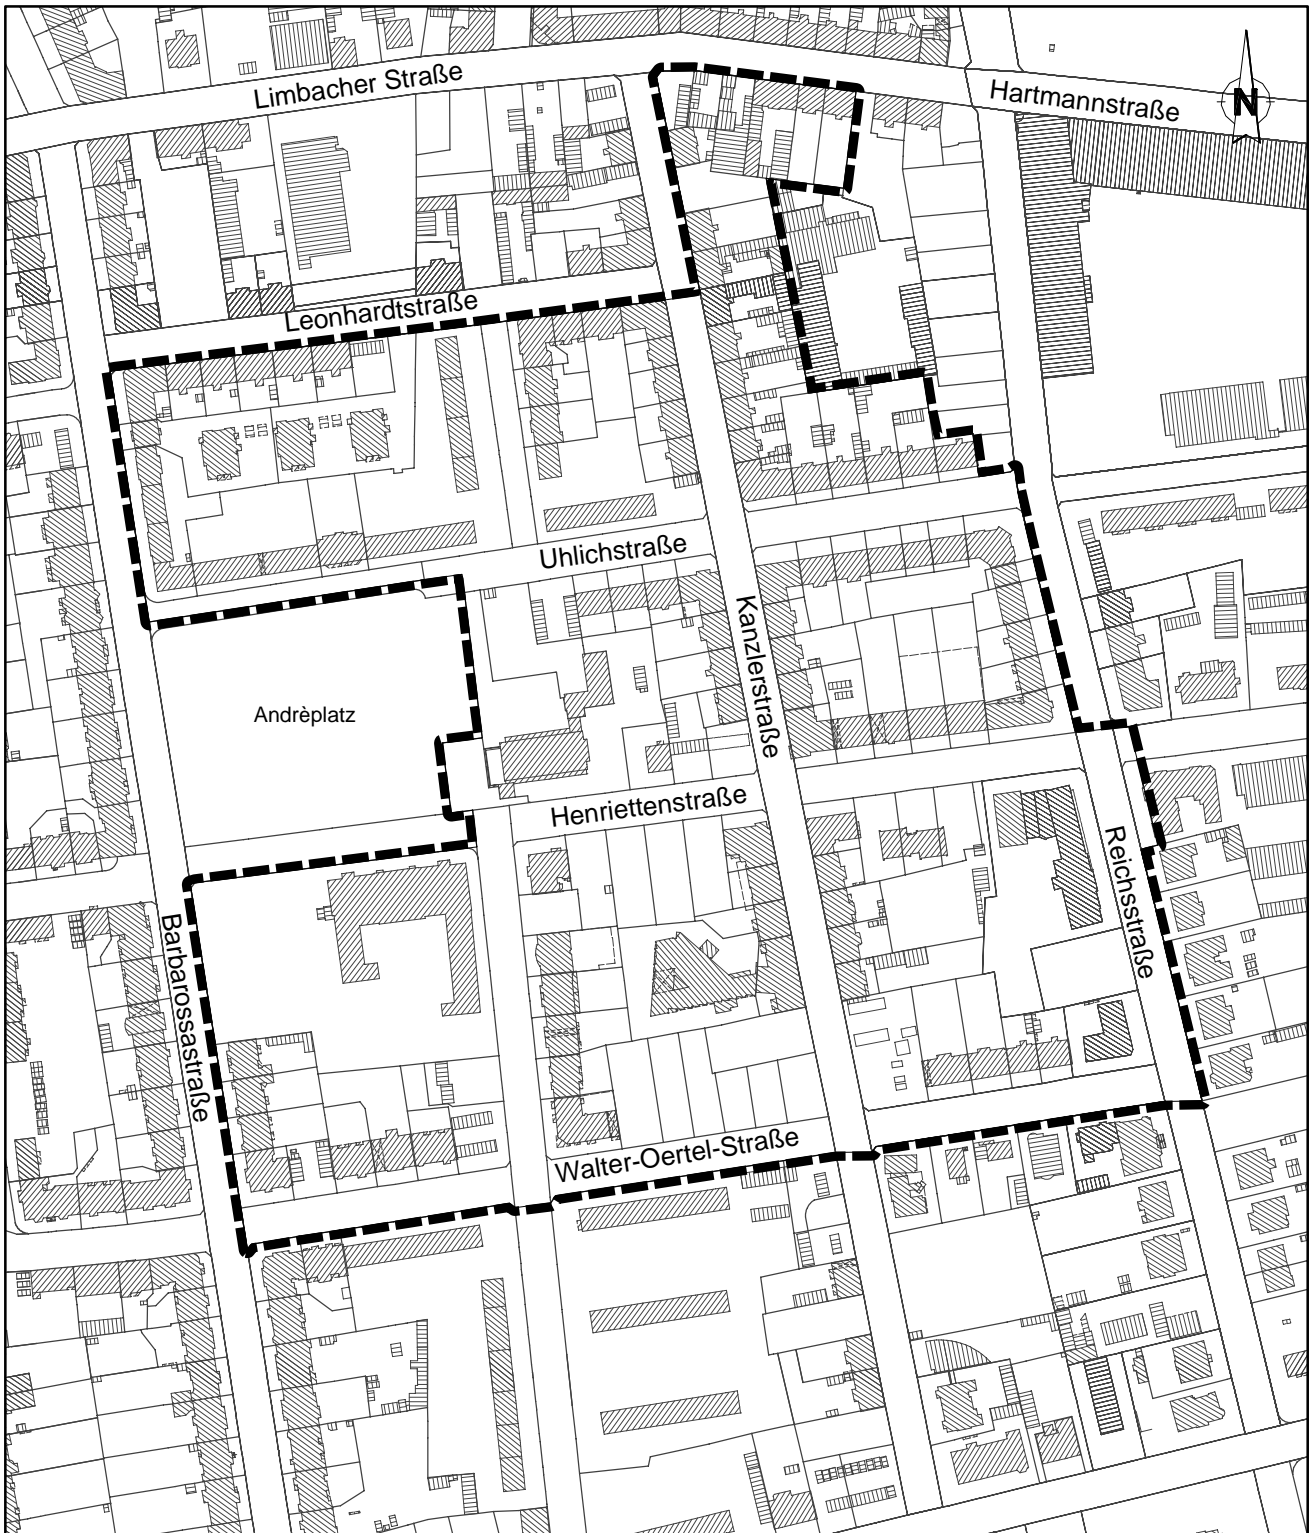 Limbacher Straße
Hartmannstraße
N
Leonhardtstraße
Uhlichstraße
Kanzlerstraße
Andrèplatz
Henriettenstraße
Reichsstraße
Barbarossastraße
Walter-Oertel-Straße